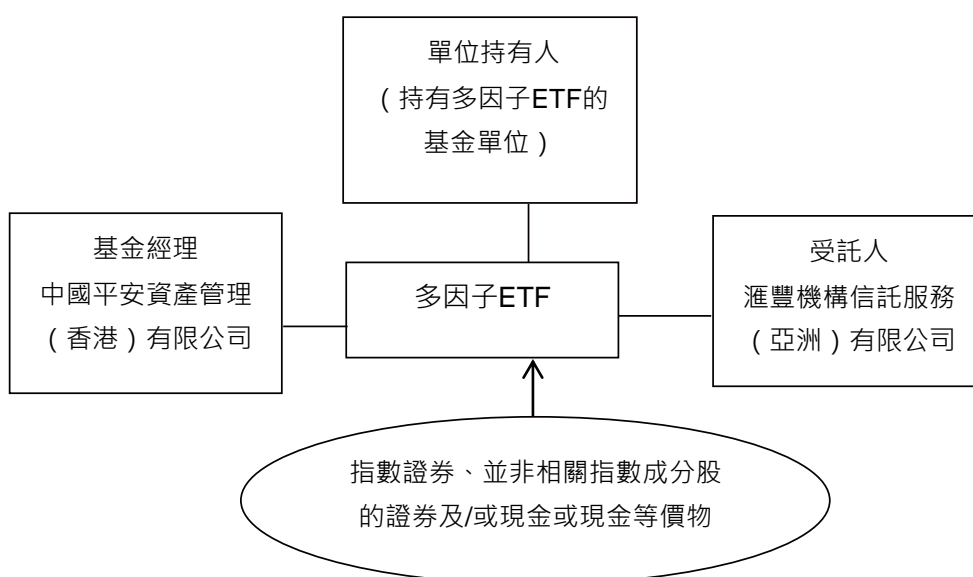 單位持有人
（持有多因子ETF的
基金單位）
基金經理
中國平安資產管理
（香港）有限公司
多因子ETF
受託人
滙豐機構信託服務
（亞洲）有限公司
指數證券、並非相關指數成分股
的證券及/或現金或現金等價物